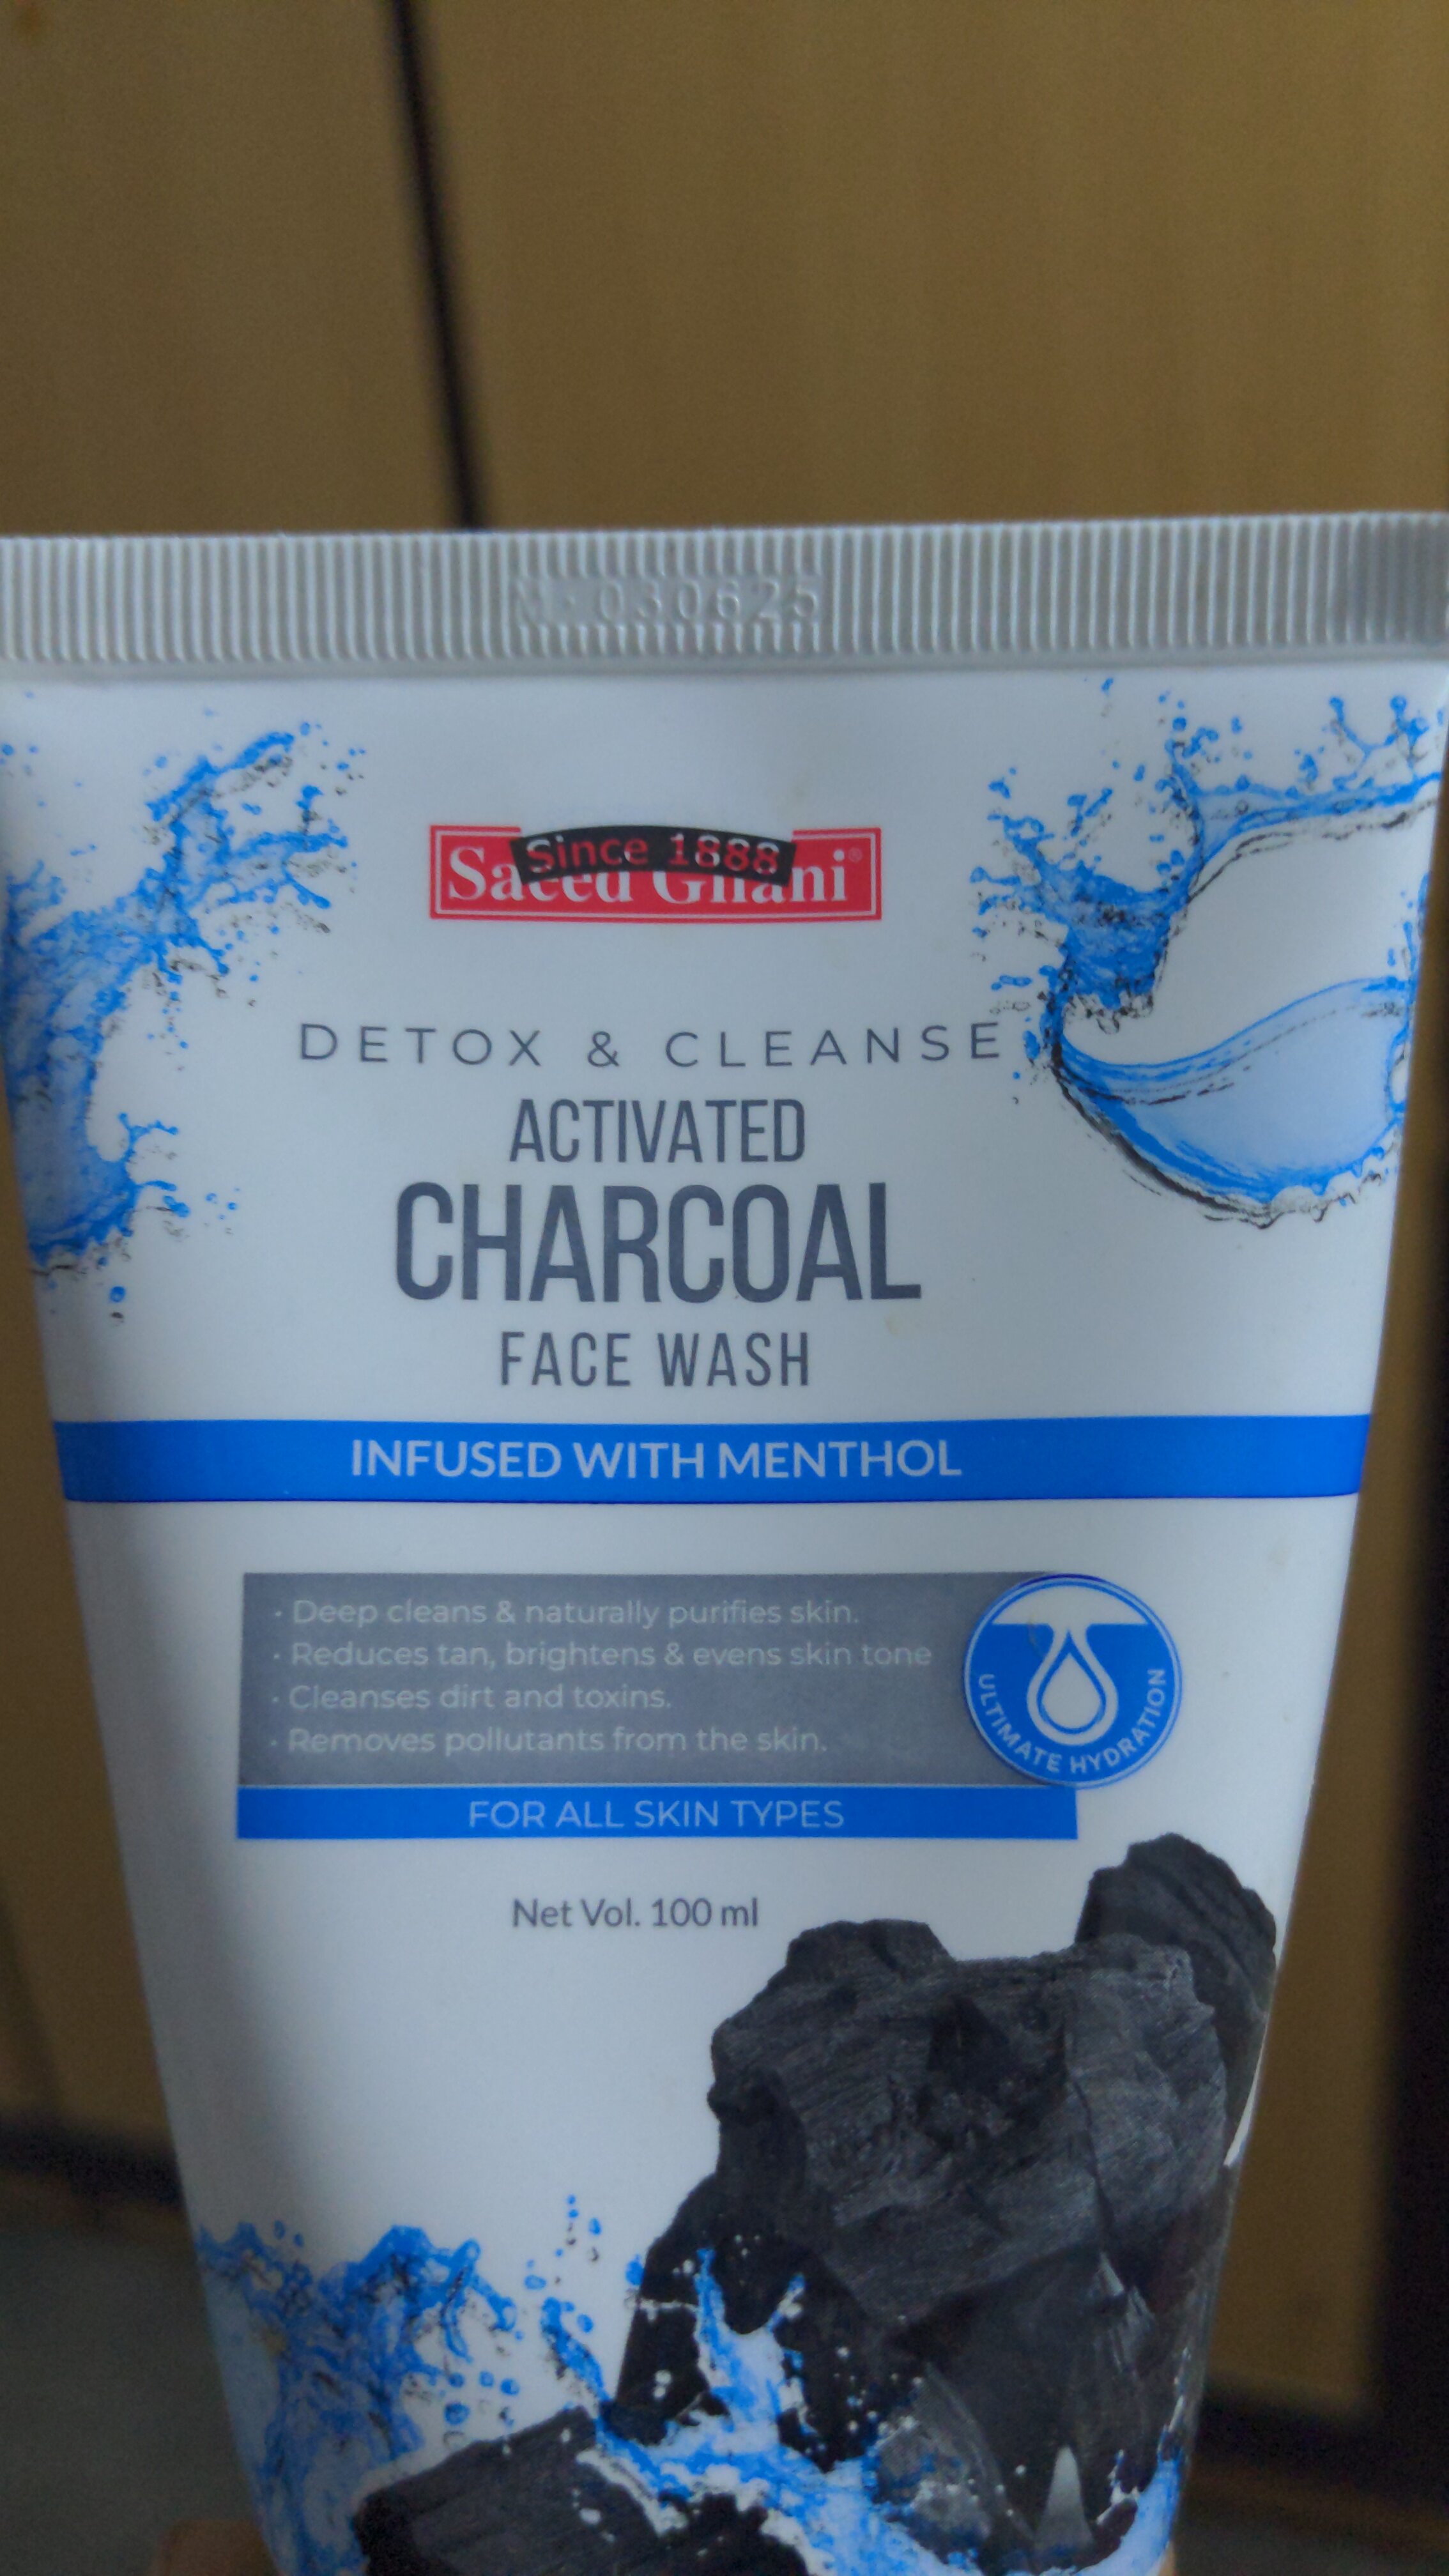 M·030625
Since 1888
Saeed Ghani®
DETOX & CLEANSE
ACTIVATED
CHARCOAL
FACE WASH
INFUSED WITH MENTHOL
· Deep cleans & naturally purifies skin.
· Reduces tan, brightens & evens skin tone
· Cleanses dirt and toxins.
· Removes pollutants from the skin.
ULTIMATE HYDRATION
FOR ALL SKIN TYPES
Net Vol. 100 ml